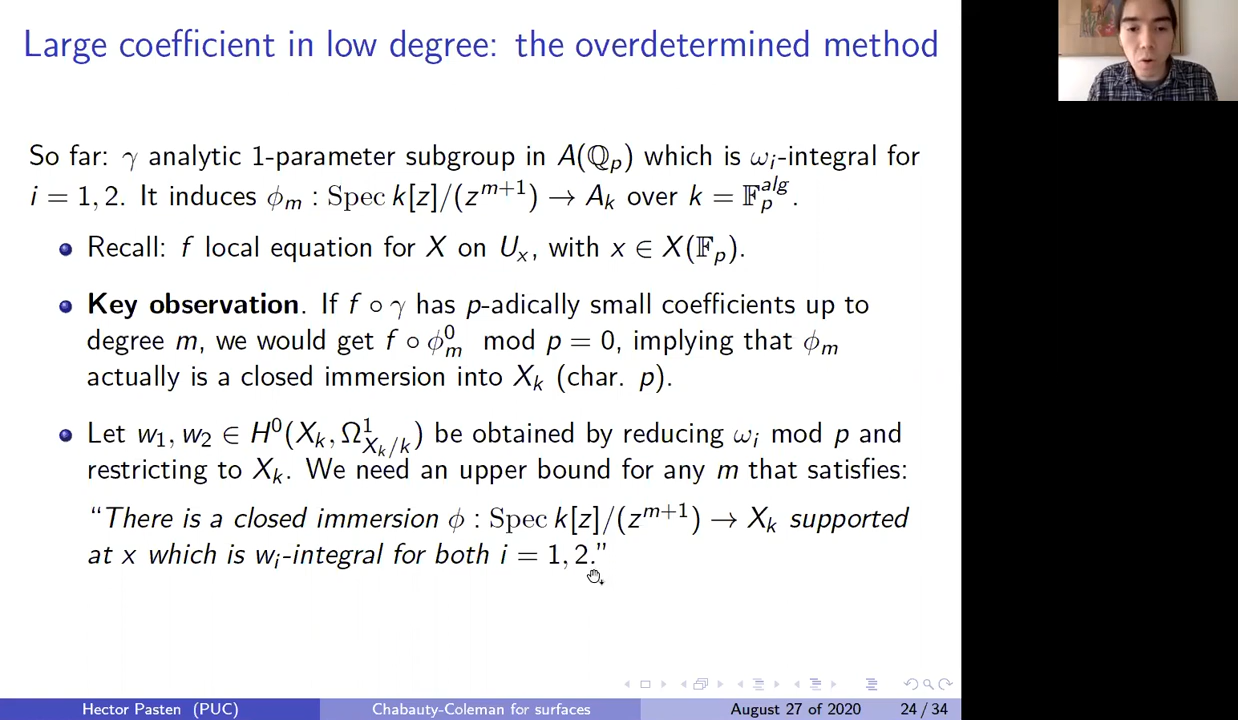 Large coefficient in low degree: the overdetermined method
So far: γ analytic 1-parameter subgroup in A(ℚ_p) which is ω_i-integral for
i = 1, 2. It induces ϕ_m : Spec k[z]/(z^{m+1}) → A_k over k = 𝔽_p^{alg}.
Recall: f local equation for X on U_x, with x ∈ X(𝔽_p).
Key observation. If f ∘ γ has p-adically small coefficients up to
degree m, we would get f ∘ ϕ_m^0 mod p = 0, implying that ϕ_m
actually is a closed immersion into X_k (char. p).
Let w_1, w_2 ∈ H^0(X_k, Ω^1_{X_k/k}) be obtained by reducing ω_i mod p and
restricting to X_k. We need an upper bound for any m that satisfies:
“There is a closed immersion ϕ : Spec k[z]/(z^{m+1}) → X_k supported
at x which is w_i-integral for both i = 1, 2.”
Hector Pasten (PUC) Chabauty-Coleman for surfaces August 27 of 2020 24 / 34